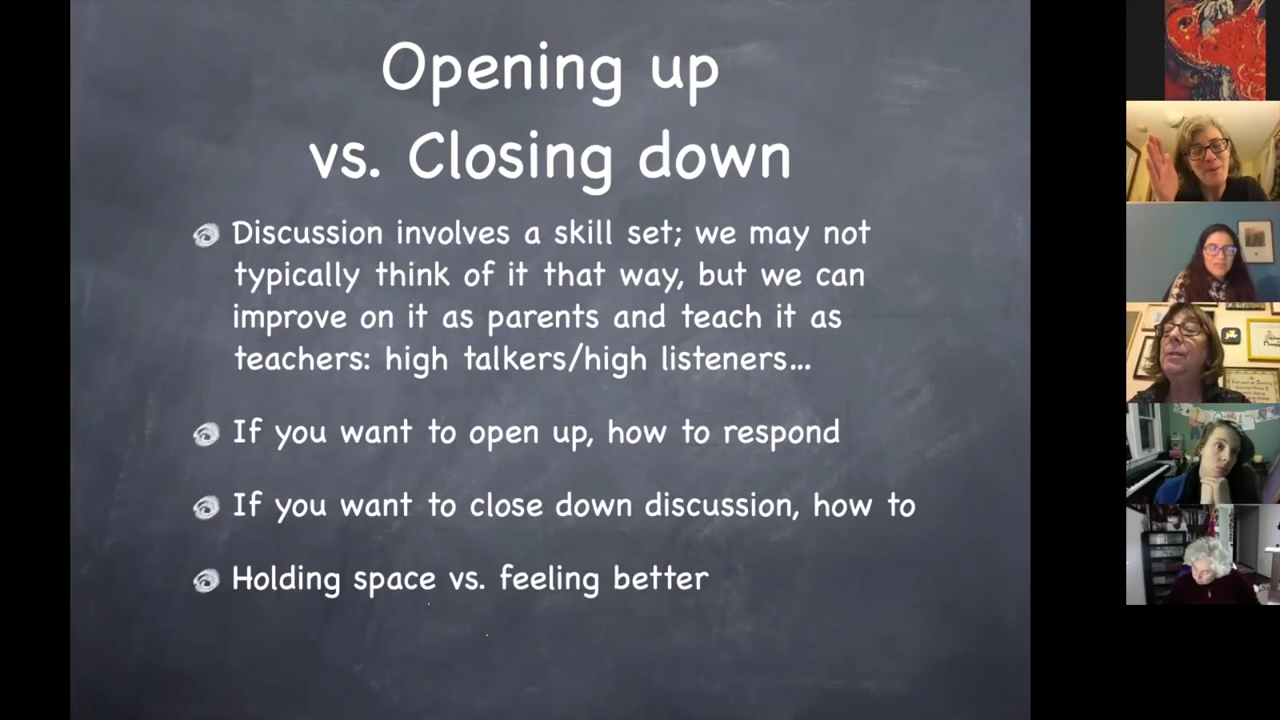 Opening up
vs. Closing down
Discussion involves a skill set; we may not
typically think of it that way, but we can
improve on it as parents and teach it as
teachers: high talkers/high listeners...
If you want to open up, how to respond
If you want to close down discussion, how to
Holding space vs. feeling better